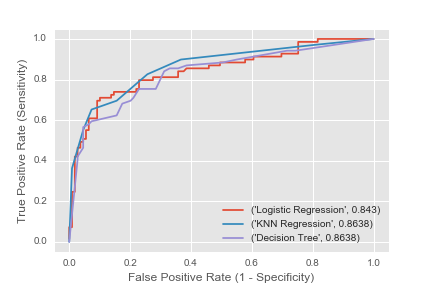 1.0
0.8
0.6
0.4
0.2
0.0
True Positive Rate (Sensitivity)
('Logistic Regression', 0.843)
('KNN Regression', 0.8638)
('Decision Tree', 0.8638)
0.0 0.2 0.4 0.6 0.8 1.0
False Positive Rate (1 - Specificity)